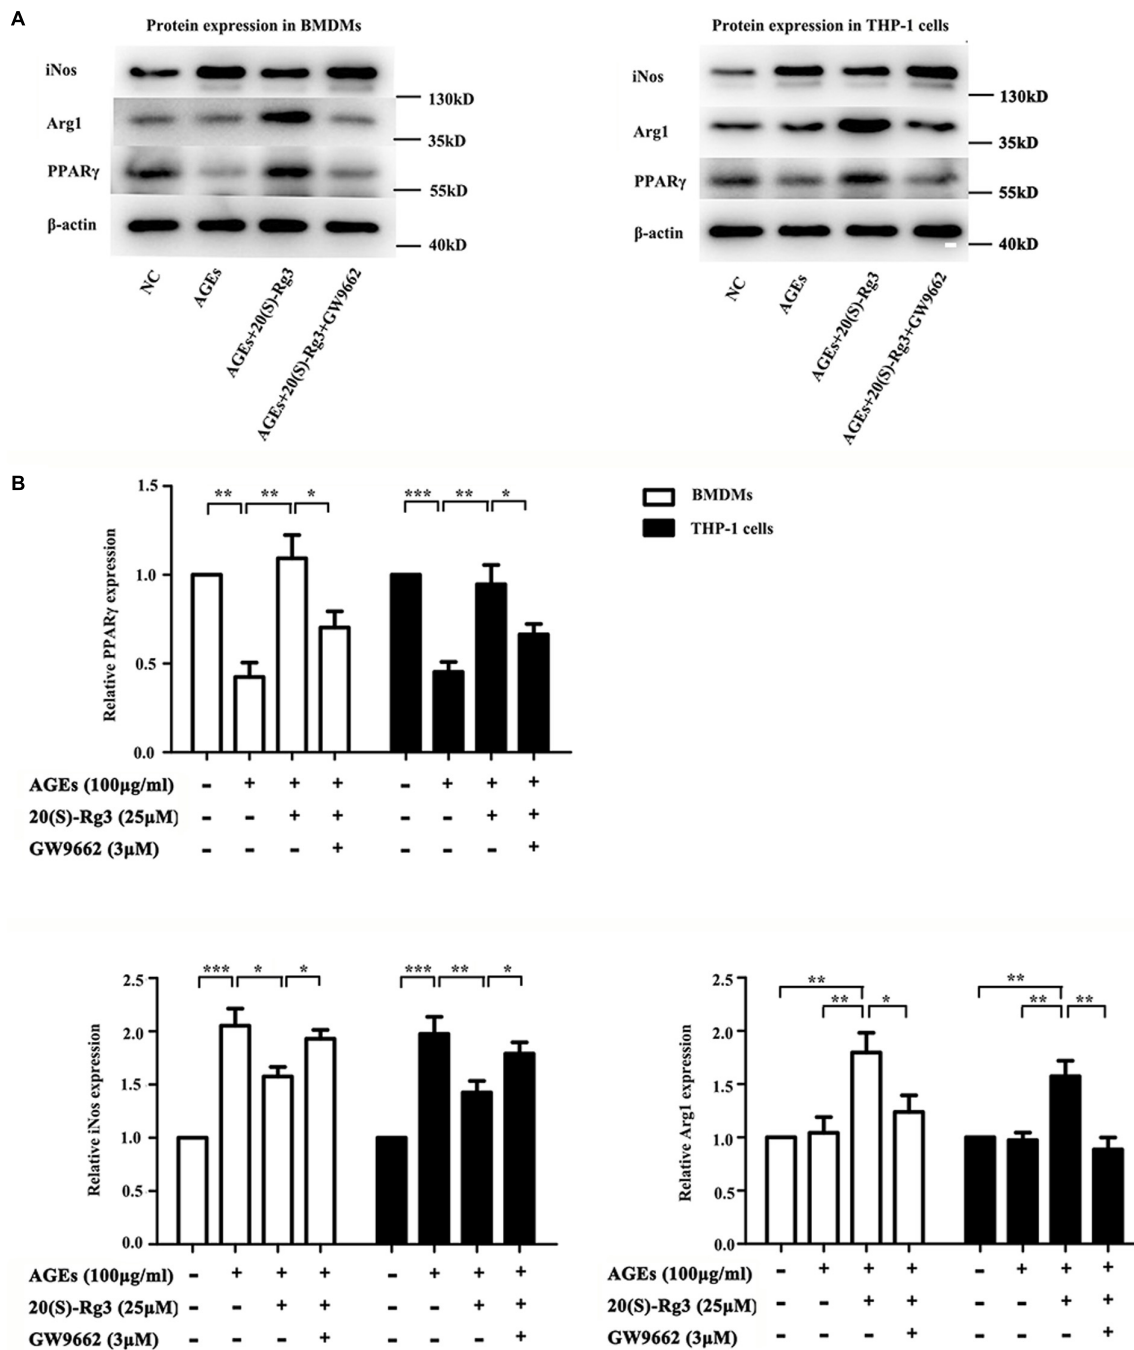 A
Protein expression in BMDMs
iNos
130kD
Arg1
35kD
PPARγ
55kD
β-actin
40kD
NC
AGEs
AGEs+20(S)-Rg3
AGEs+20(S)-Rg3+GW9662
Protein expression in THP-1 cells
iNos
130kD
Arg1
35kD
PPARγ
55kD
β-actin
40kD
NC
AGEs
AGEs+20(S)-Rg3
AGEs+20(S)-Rg3+GW9662
B
Relative PPARγ expression
1.5
1.0
0.5
0.0
** ** * *** ** *
BMDMs
THP-1 cells
AGEs (100μg/ml) - + + + - + + +
20(S)-Rg3 (25μM) - - + + - - + +
GW9662 (3μM) - - - + - - - +
Relative iNos expression
2.5
2.0
1.5
1.0
0.5
0.0
*** * * *** ** *
AGEs (100μg/ml) - + + + - + + +
20(S)-Rg3 (25μM) - - + + - - + +
GW9662 (3μM) - - - + - - - +
Relative Arg1 expression
2.5
2.0
1.5
1.0
0.5
0.0
** **
** * ** **
AGEs (100μg/ml) - + + + - + + +
20(S)-Rg3 (25μM) - - + + - - + +
GW9662 (3μM) - - - + - - - +